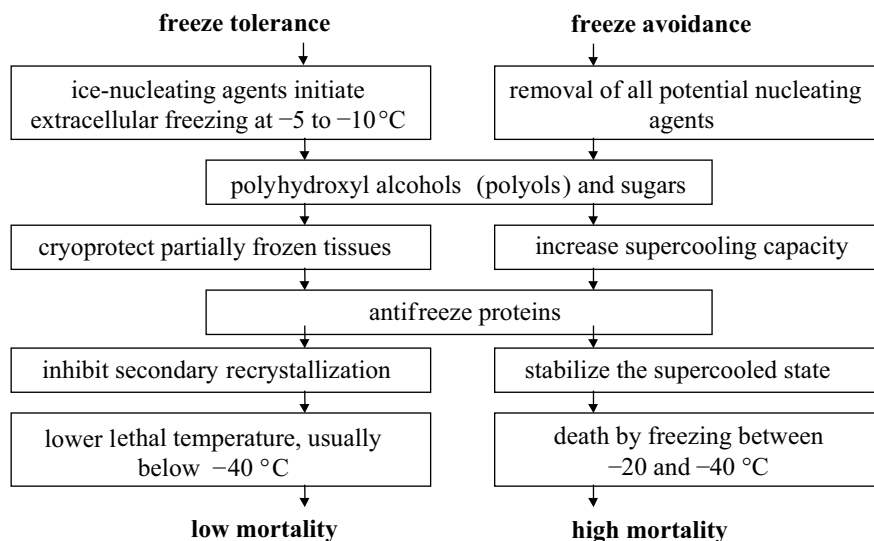 freeze tolerance
freeze avoidance
ice-nucleating agents initiate
extracellular freezing at −5 to −10 °C
removal of all potential nucleating
agents
polyhydroxyl alcohols (polyols) and sugars
cryoprotect partially frozen tissues
increase supercooling capacity
antifreeze proteins
inhibit secondary recrystallization
stabilize the supercooled state
lower lethal temperature, usually
below −40 °C
death by freezing between
−20 and −40 °C
low mortality
high mortality